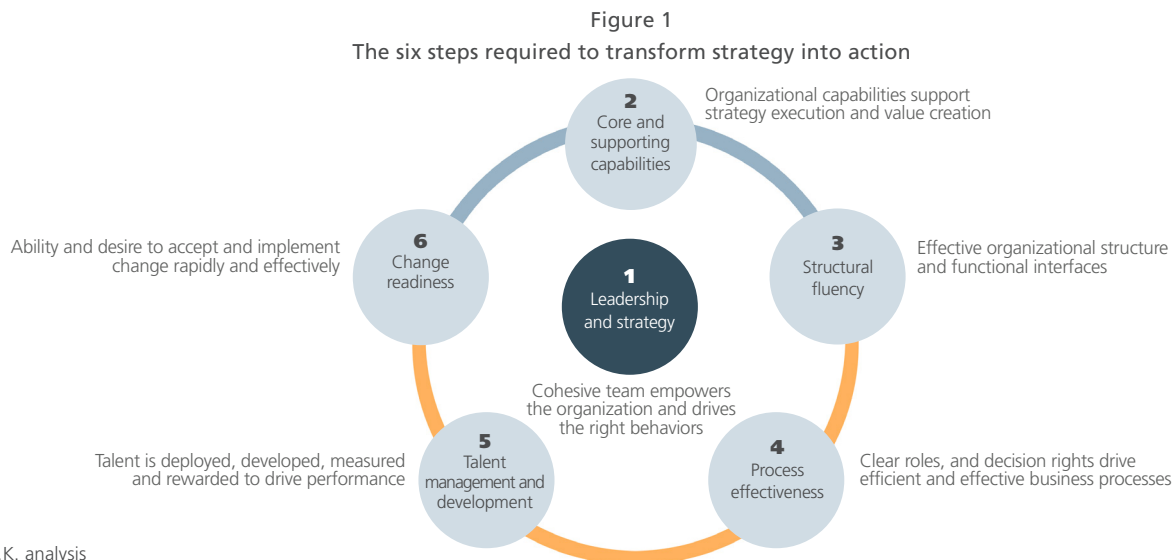 Figure 1
The six steps required to transform strategy into action
2
Core and
supporting
capabilities
Organizational capabilities support
strategy execution and value creation
3
Structural
fluency
Effective organizational structure
and functional interfaces
1
Leadership
and strategy
Cohesive team empowers
the organization and drives
the right behaviors
6
Change
readiness
Ability and desire to accept and implement
change rapidly and effectively
5
Talent
management and
development
Talent is deployed, developed, measured
and rewarded to drive performance
4
Process
effectiveness
Clear roles, and decision rights drive
efficient and effective business processes
.K. analysis